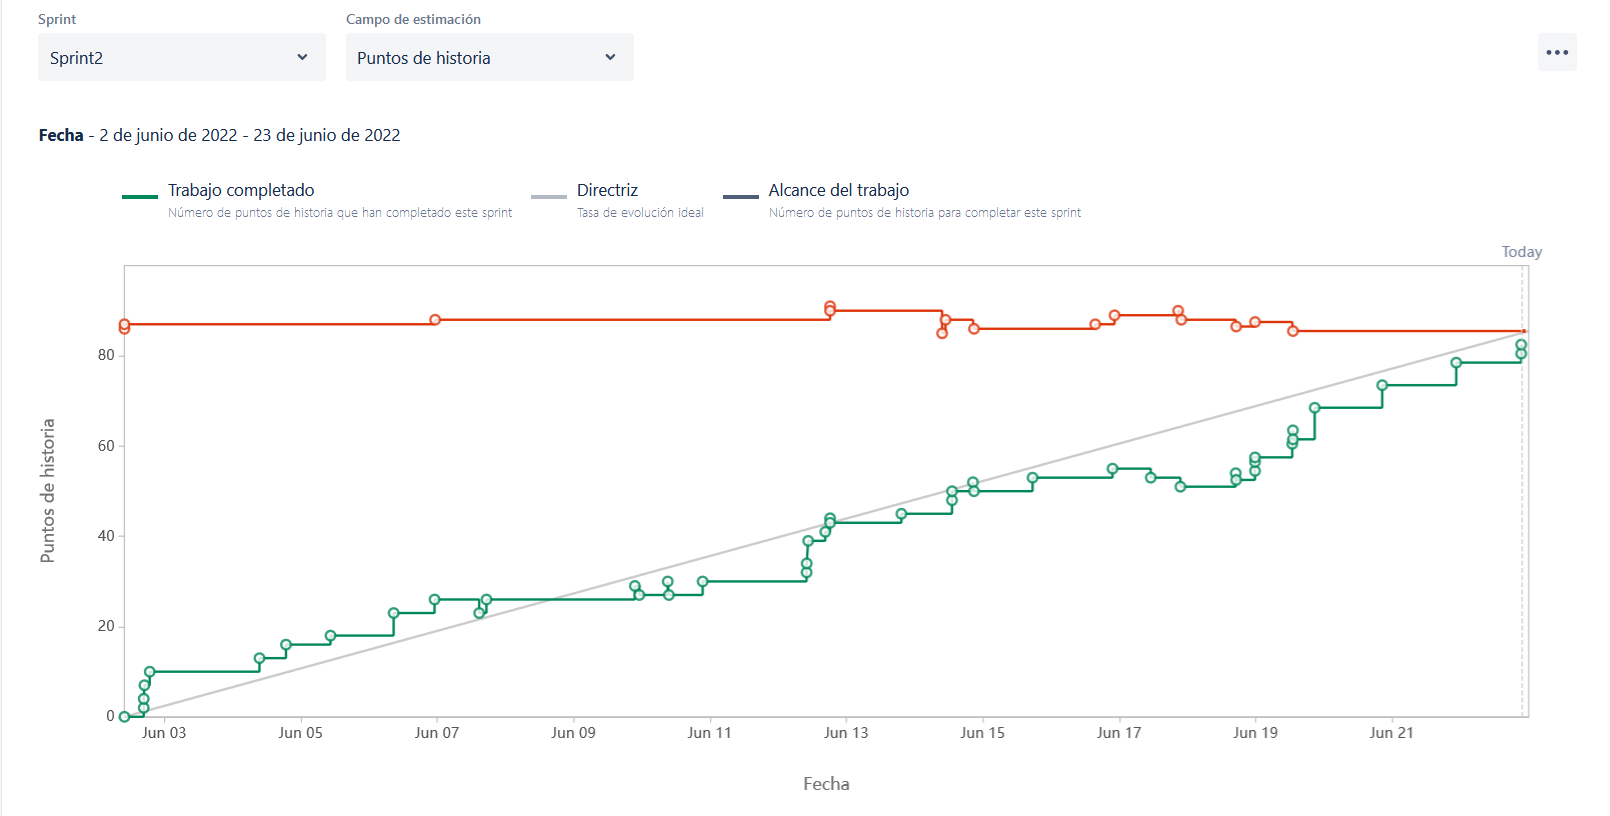 Sprint
Campo de estimación
Sprint2
Puntos de historia
Fecha - 2 de junio de 2022 - 23 de junio de 2022
Trabajo completado
Número de puntos de historia que han completado este sprint
Directriz
Tasa de evolución ideal
Alcance del trabajo
Número de puntos de historia para completar este sprint
Today
80
60
40
20
0
Puntos de historia
Jun 03
Jun 05
Jun 07
Jun 09
Jun 11
Jun 13
Jun 15
Jun 17
Jun 19
Jun 21
Fecha